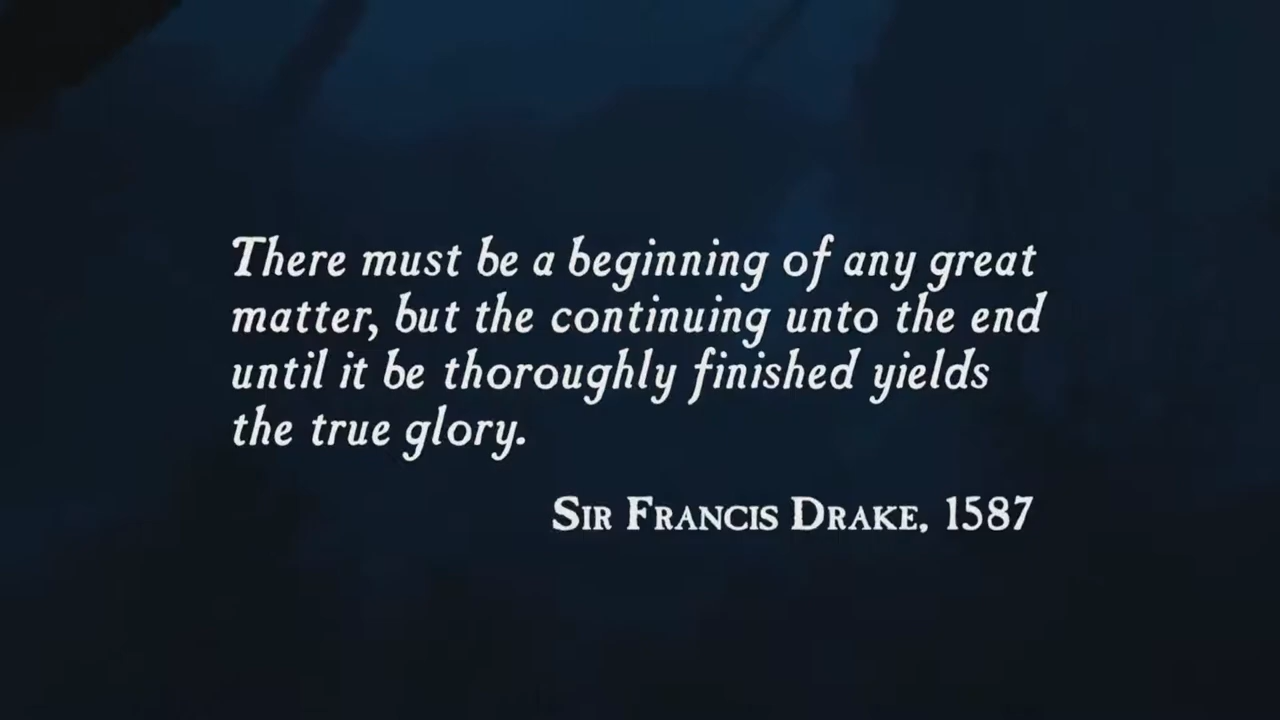 There must be a beginning of any great
matter, but the continuing unto the end
until it be thoroughly finished yields
the true glory.
Sir Francis Drake, 1587